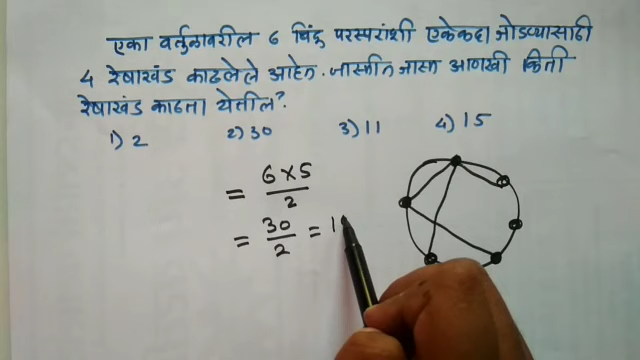 एका वर्तुळावरील 6 बिंदू परस्परांशी एकेकदा जोडण्यासाठी
4 रेषाखंड काढलेले आहेत. जास्तीत जास्त आणखी किती
रेषाखंड काढता येतील?
1) 2 2) 30 3) 11 4) 15
= 6 × 5 / 2
= 30 / 2 = 1